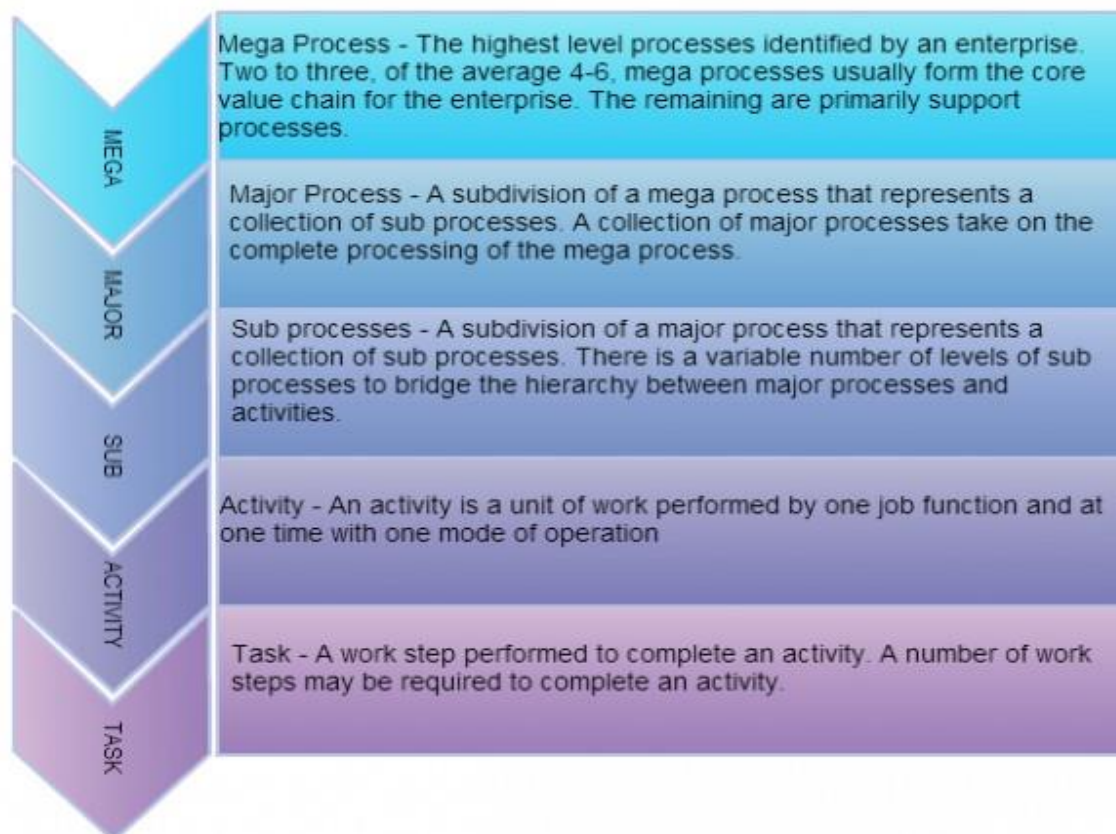 MEGA
Mega Process - The highest level processes identified by an enterprise.
Two to three, of the average 4-6, mega processes usually form the core
value chain for the enterprise. The remaining are primarily support
processes.
MAJOR
Major Process - A subdivision of a mega process that represents a
collection of sub processes. A collection of major processes take on the
complete processing of the mega process.
SUB
Sub processes - A subdivision of a major process that represents a
collection of sub processes. There is a variable number of levels of sub
processes to bridge the hierarchy between major processes and
activities.
ACTIVITY
Activity - An activity is a unit of work performed by one job function and at
one time with one mode of operation
TASK
Task - A work step performed to complete an activity. A number of work
steps may be required to complete an activity.